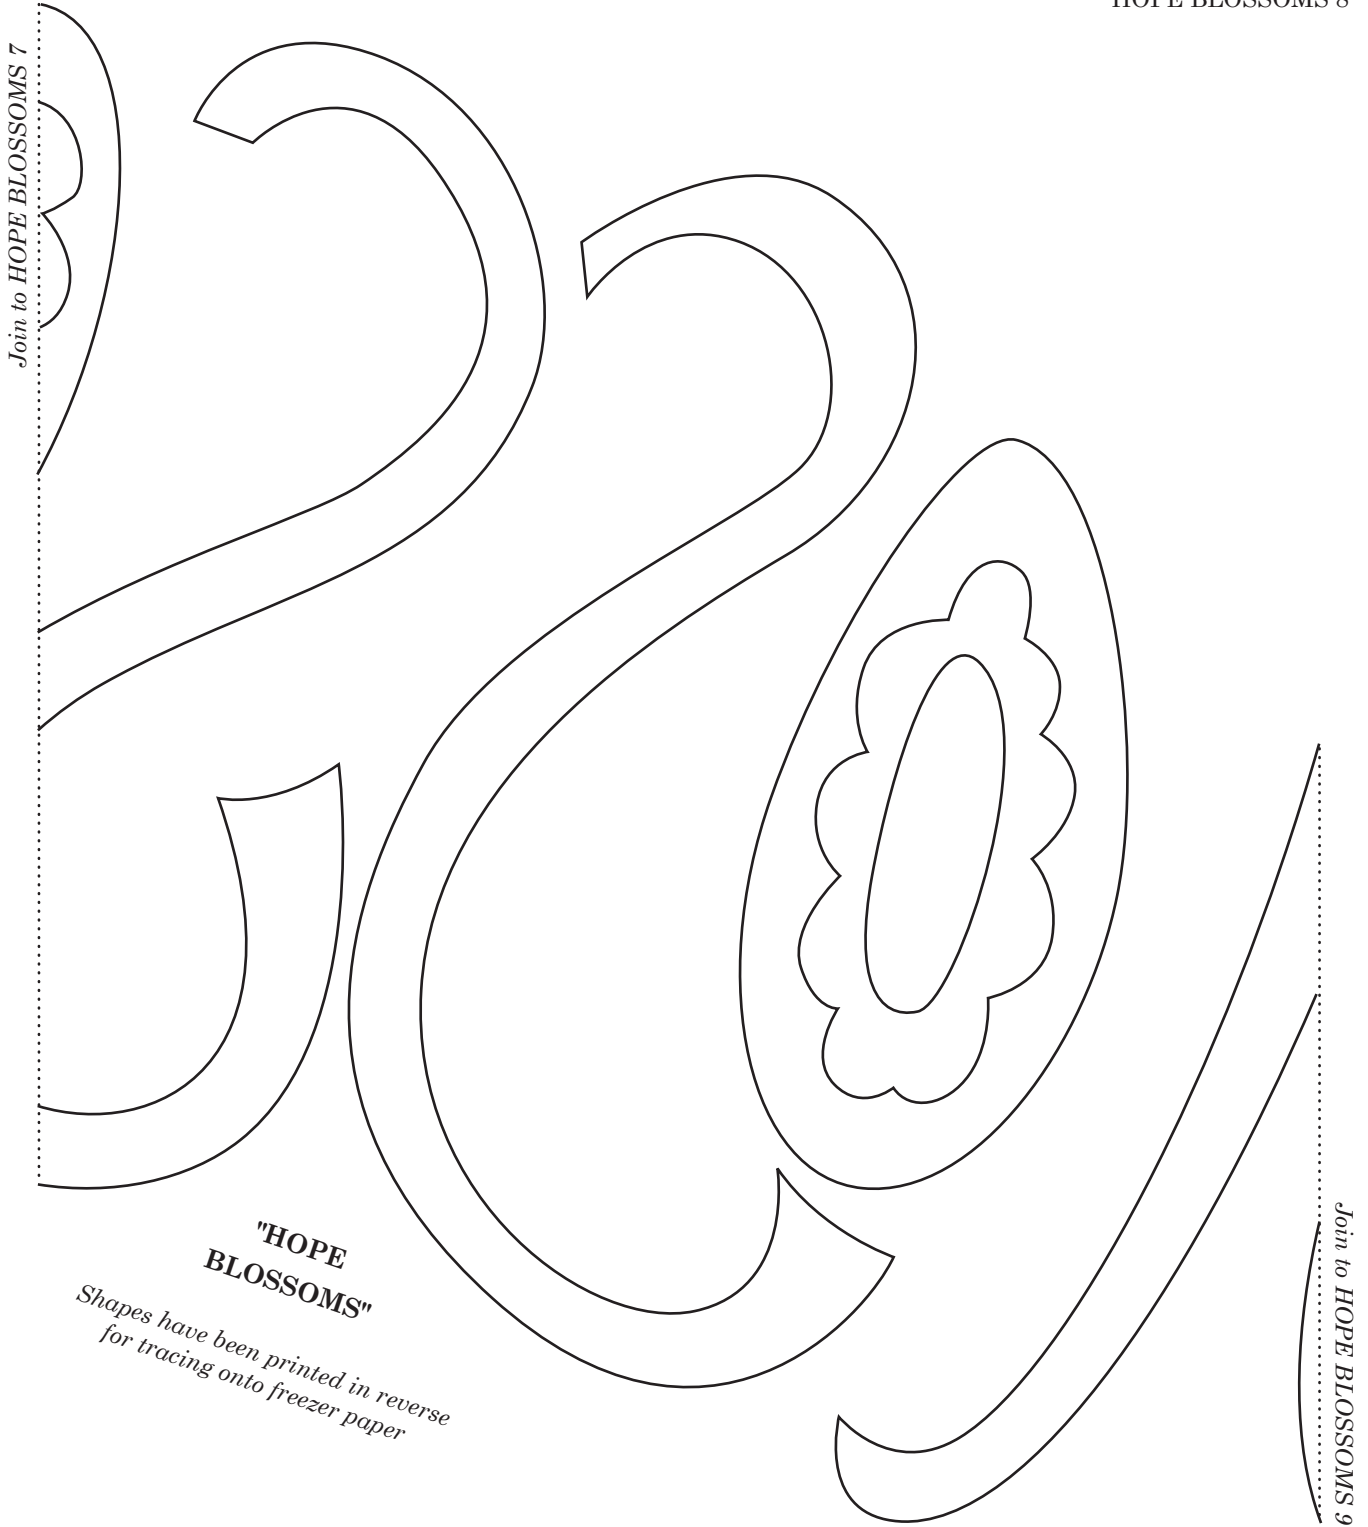 HOPE BLOSSOMS 8
Join to HOPE BLOSSOMS 7
"HOPE
BLOSSOMS"
Shapes have been printed in reverse
for tracing onto freezer paper
Join to HOPE BLOSSOMS 9